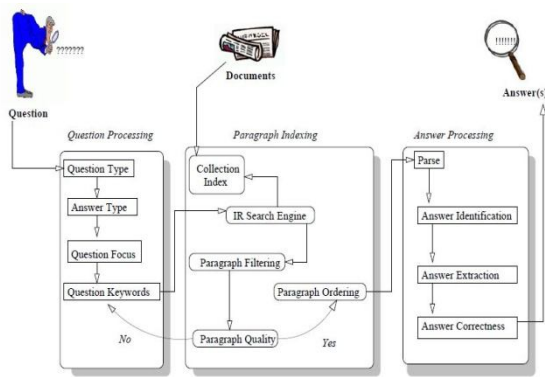 ???????
!!!!!!!
Documents
Question
Answer(s)
Question Processing
Paragraph Indexing
Answer Processing
Question Type
Answer Type
Question Focus
Question Keywords
No
Collection
Index
IR Search Engine
Paragraph Filtering
Paragraph Ordering
Paragraph Quality
Yes
Parse
Answer Identification
Answer Extraction
Answer Correctness